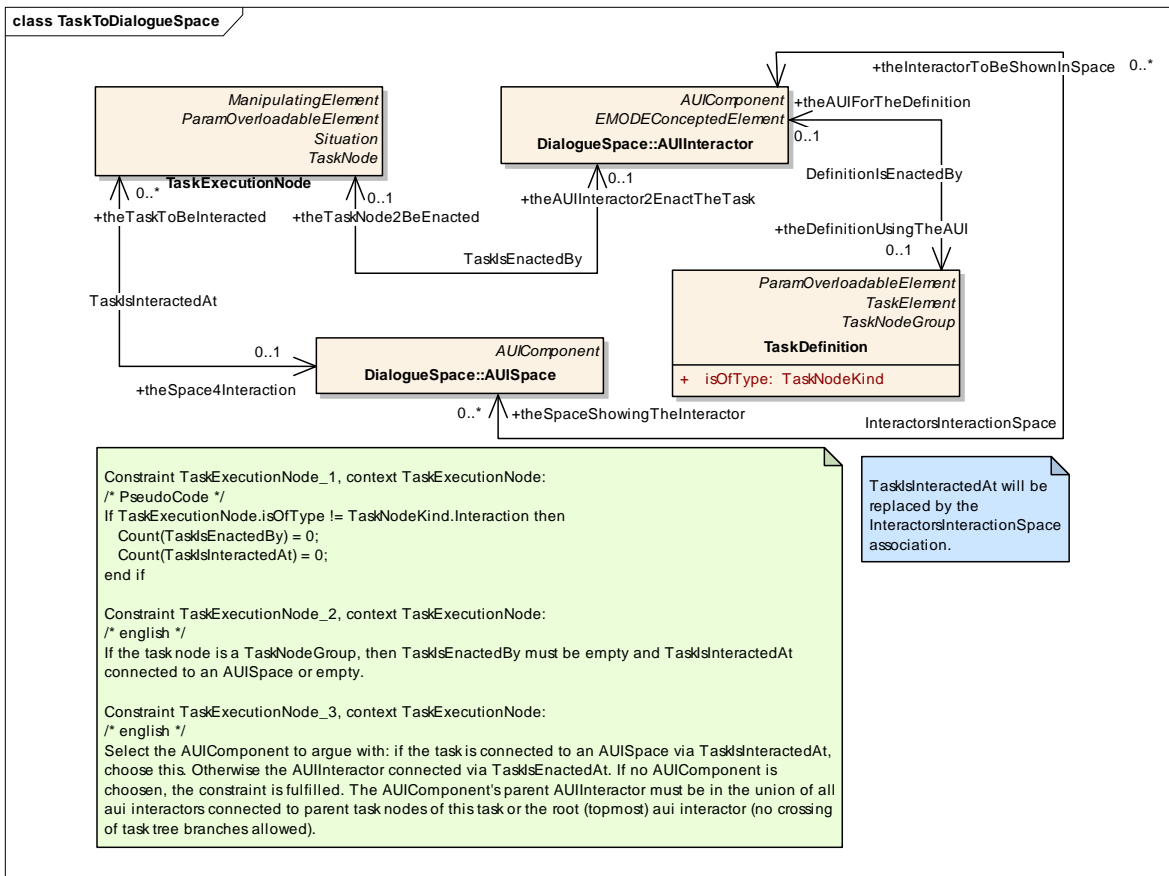 class TaskToDialogueSpace
+theInteractorToBeShownInSpace 0..*
ManipulatingElement
ParamOverloadableElement
Situation
TaskNode
TaskExecutionNode
AUIComponent
EMODEConceptedElement
DialogueSpace::AUIInteractor
+theAUIForTheDefinition
0..1
DefinitionIsEnactedBy
0..*
+theTaskToBeInteracted
0..1
+theTaskNode2BeEnacted
0..1
+theAUIInteractor2EnactTheTask
TaskIsEnactedBy
+theDefinitionUsingTheAUI
0..1
ParamOverloadableElement
TaskElement
TaskNodeGroup
TaskDefinition
+ isOfType: TaskNodeKind
TaskIsInteractedAt
0..1
+theSpace4Interaction
AUIComponent
DialogueSpace::AUISpace
0..* +theSpaceShowingTheInteractor
InteractorsInteractionSpace
Constraint TaskExecutionNode_1, context TaskExecutionNode:
/* PseudoCode */
If TaskExecutionNode.isOfType != TaskNodeKind.Interaction then
Count(TaskIsEnactedBy) = 0;
Count(TaskIsInteractedAt) = 0;
end if
Constraint TaskExecutionNode_2, context TaskExecutionNode:
/* english */
If the task node is a TaskNodeGroup, then TaskIsEnactedBy must be empty and TaskIsInteractedAt
connected to an AUISpace or empty.
Constraint TaskExecutionNode_3, context TaskExecutionNode:
/* english */
Select the AUIComponent to argue with: if the task is connected to an AUISpace via TaskIsInteractedAt,
choose this. Otherwise the AUIInteractor connected via TaskIsEnactedAt. If no AUIComponent is
choosen, the constraint is fulfilled. The AUIComponent's parent AUIInteractor must be in the union of all
aui interactors connected to parent task nodes of this task or the root (topmost) aui interactor (no crossing
of task tree branches allowed).
TaskIsInteractedAt will be
replaced by the
InteractorsInteractionSpace
association.